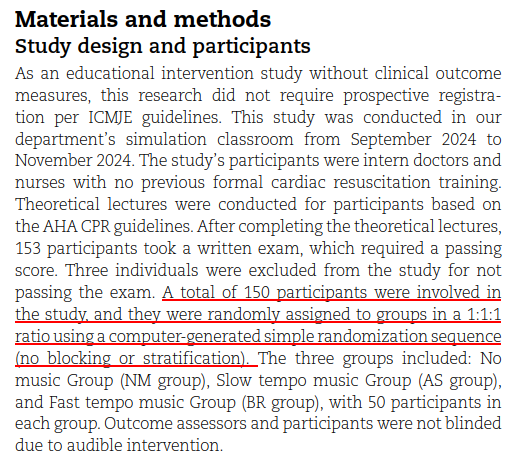 Materials and methods
Study design and participants
As an educational intervention study without clinical outcome
measures, this research did not require prospective registra-
tion per ICMJE guidelines. This study was conducted in our
department's simulation classroom from September 2024 to
November 2024. The study's participants were intern doctors and
nurses with no previous formal cardiac resuscitation training.
Theoretical lectures were conducted for participants based on
the AHA CPR guidelines. After completing the theoretical lectures,
153 participants took a written exam, which required a passing
score. Three individuals were excluded from the study for not
passing the exam. A total of 150 participants were involved in
the study, and they were randomly assigned to groups in a 1:1:1
ratio using a computer-generated simple randomization sequence
(no blocking or stratification). The three groups included: No
music Group (NM group), Slow tempo music Group (AS group),
and Fast tempo music Group (BR group), with 50 participants in
each group. Outcome assessors and participants were not blinded
due to audible intervention.